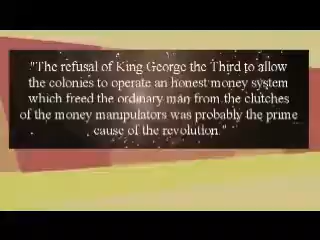 "The refusal of King George the Third to allow
the colonies to operate an honest money system
which freed the ordinary man from the clutches
of the money manipulators was probably the prime
cause of the revolution."